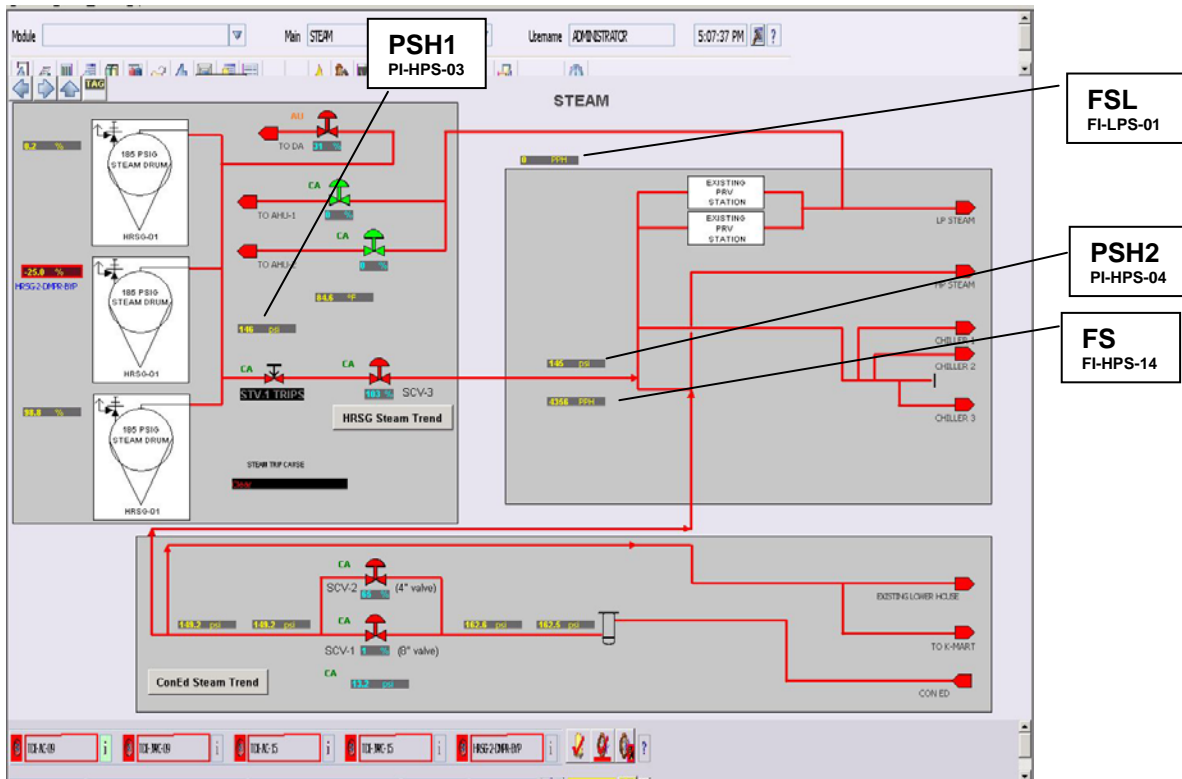 Module
Main STEAM
Username ADMINISTRATOR
5:07:37 PM
?
PSH1
PI-HPS-03
TAG
STEAM
FSL
FI-LPS-01
0.2 %
185 PSIG
STEAM DRUM
HRSG-01
AU
TO DA
31 %
CA
TO AHU-1
0 %
CA
0 %
84.6 °F
0 PPH
EXISTING
PRV
STATION
EXISTING
PRV
STATION
LP STEAM
-25.0 %
HRSG-2-DMPR-BYP
185 PSIG
STEAM DRUM
HRSG-01
146 psi
CA
STV-1 TRIPS
CA
103 %
SCV-3
HRSG Steam Trend
PSH2
PI-HPS-04
145 psi
FS
FI-HPS-14
4356 PPH
CHILLER 1
CHILLER 2
CHILLER 3
185 PSIG
STEAM DRUM
HRSG-01
STEAM TRIP CAUSE
Clear
CA
SCV-2
65 %
(4" valve)
149.2 psi
149.2 psi
CA
SCV-1
1 %
(8" valve)
162.6 psi
162.5 psi
CA
13.2 psi
ConEd Steam Trend
EXISTING LOWER HOUSE
TO K-MART
CON ED
HRSG-2-DMPR-BYP
?